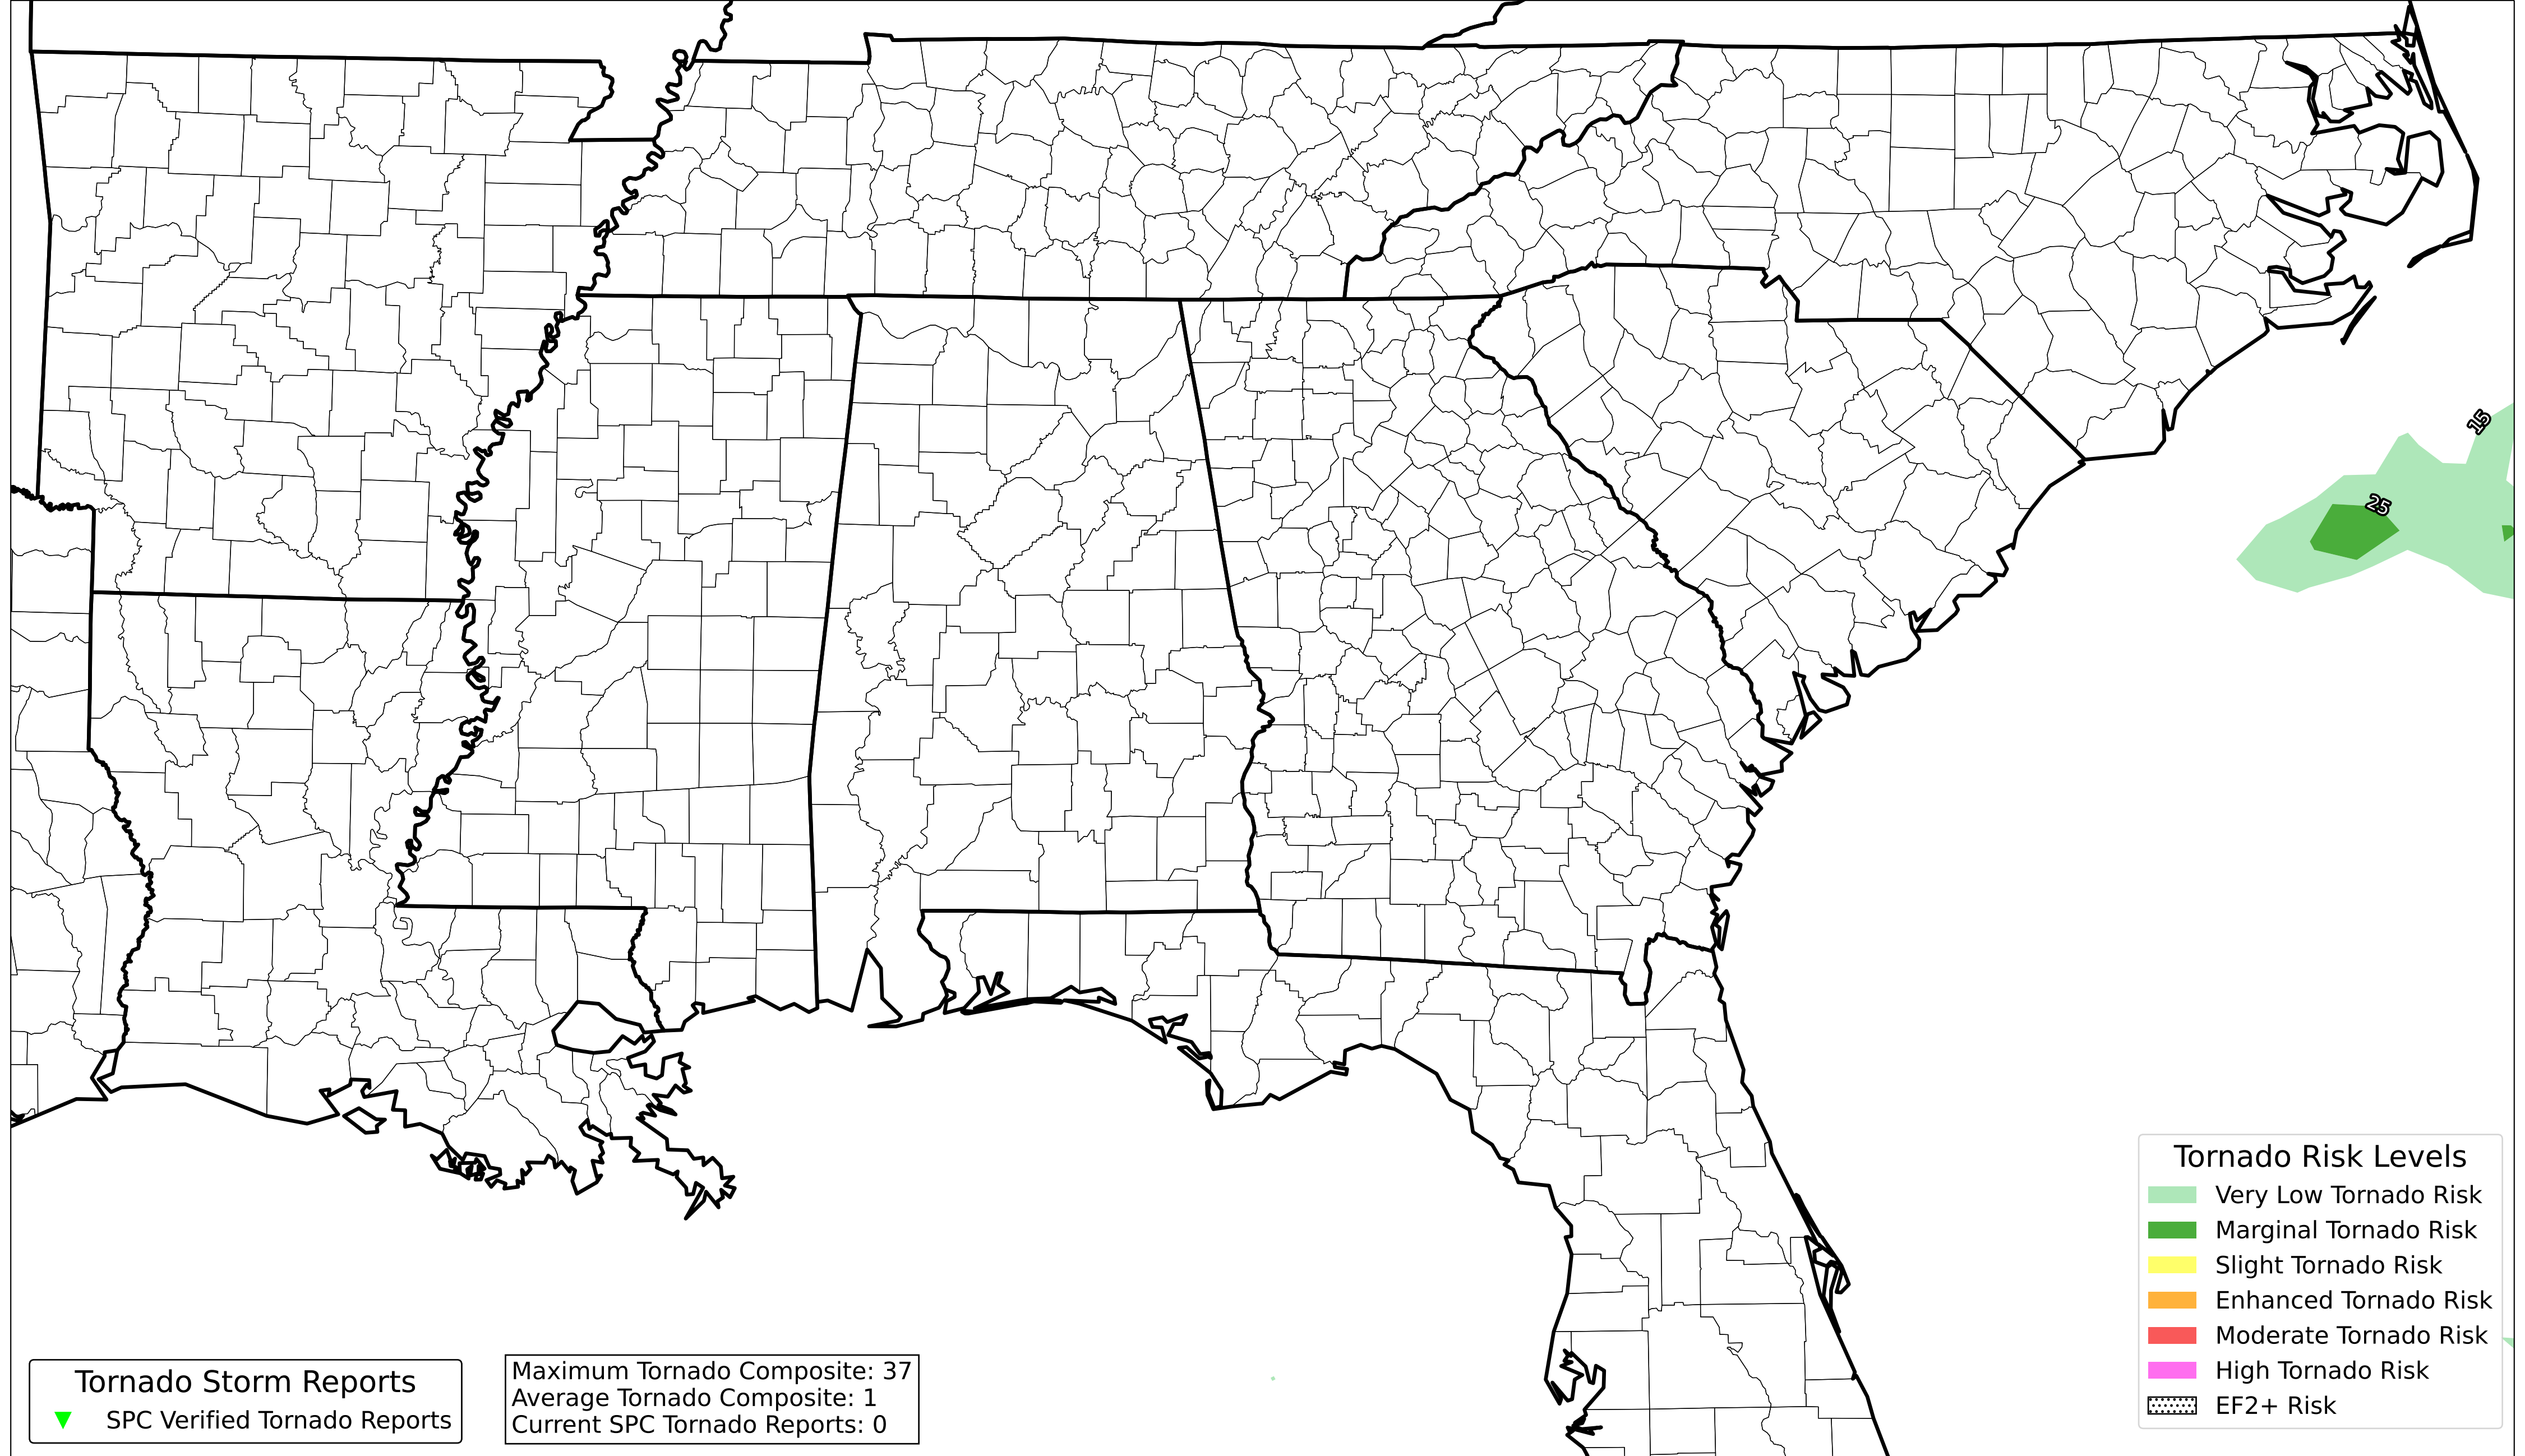 15
25
Tornado Risk Levels
Very Low Tornado Risk
Marginal Tornado Risk
Slight Tornado Risk
Enhanced Tornado Risk
Moderate Tornado Risk
High Tornado Risk
EF2+ Risk
Tornado Storm Reports
SPC Verified Tornado Reports
Maximum Tornado Composite: 37
Average Tornado Composite: 1
Current SPC Tornado Reports: 0